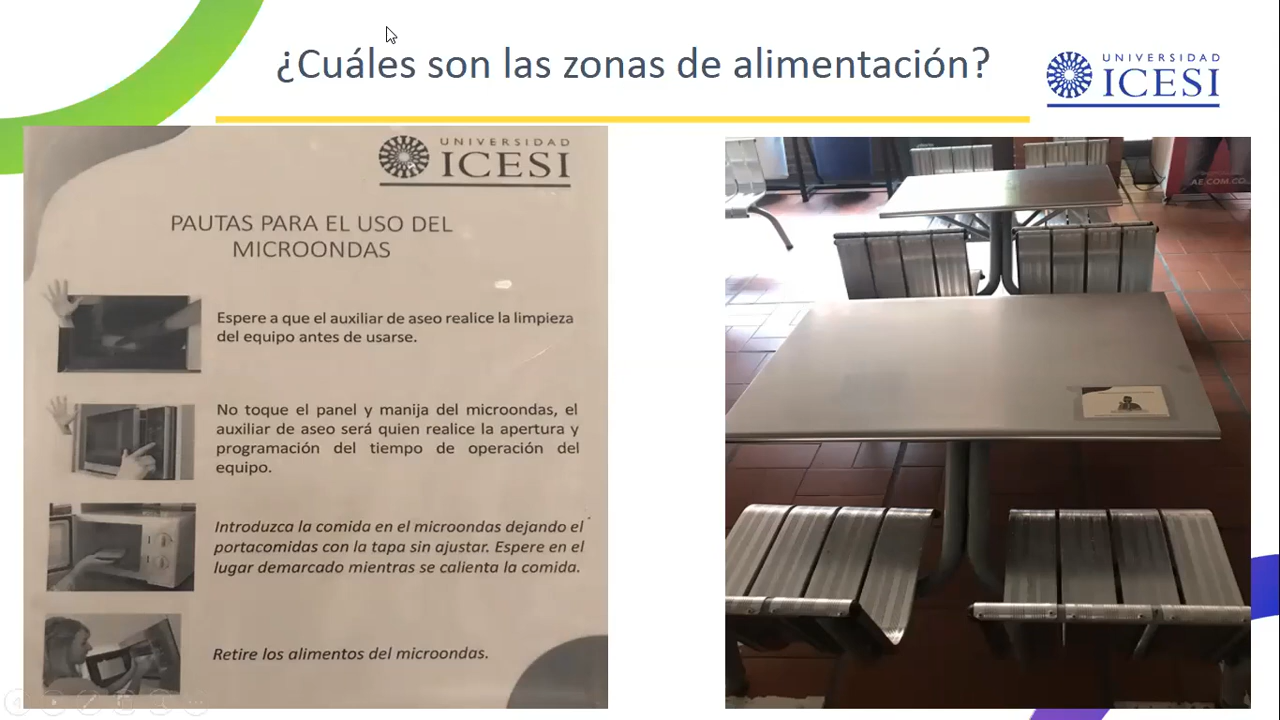 ¿Cuáles son las zonas de alimentación?
UNIVERSIDAD
ICESI
UNIVERSIDAD
ICESI
PAUTAS PARA EL USO DEL
MICROONDAS
Espere a que el auxiliar de aseo realice la limpieza
del equipo antes de usarse.
No toque el panel y manija del microondas, el
auxiliar de aseo será quien realice la apertura y
programación del tiempo de operación del
equipo.
Introduzca la comida en el microondas dejando el
portacomidas con la tapa sin ajustar. Espere en el
lugar demarcado mientras se calienta la comida.
Retire los alimentos del microondas.
AE.COM.CO